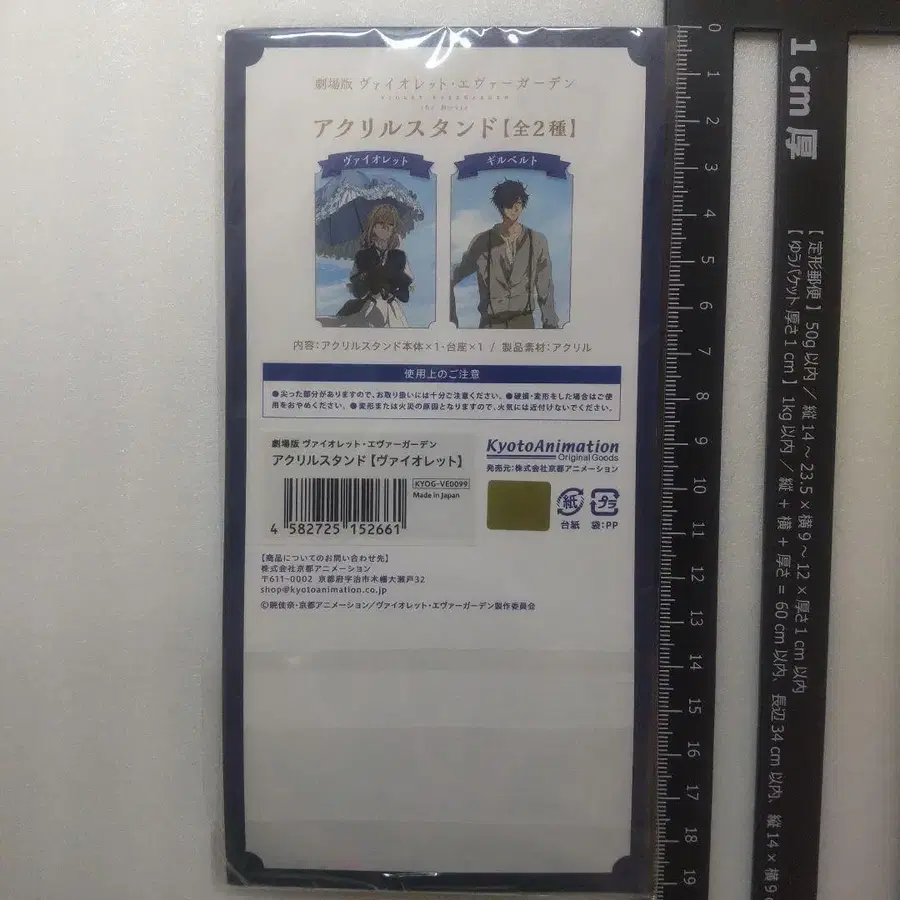 劇場版 ヴァイオレット・エヴァーガーデン
VIOLET EVERGARDEN
the Movie
アクリルスタンド【全2種】
ヴァイオレット
ギルベルト
内容:アクリルスタンド本体×1・台座×1 / 製品素材:アクリル
使用上のご注意
●尖った部分がありますので、お取り扱いには十分ご注意ください。●破損・変形をした場合はご使
用をおやめください。●変形または火災の原因となりますので、火気には近付けないでください。
劇場版 ヴァイオレット・エヴァーガーデン
アクリルスタンド【ヴァイオレット】
KYOG-VE0099
Made in Japan
4 582725 152661
KyotoAnimation
Original Goods
発売元:株式会社京都アニメーション
紙
プラ
台紙 袋:PP
【商品についてのお問い合わせ先】
株式会社京都アニメーション
〒611-0002 京都府宇治市木幡大瀬戸32
shop@kyotoanimation.co.jp
©暁佳奈・京都アニメーション/ヴァイオレット・エヴァーガーデン製作委員会
0
1
2
3
4
5
6
7
8
9
10
11
12
13
14
15
16
17
18
19
1cm厚
【 定形郵便 】 50g 以内 / 縦 14 ~ 23.5 × 横 9 ~ 12 × 厚さ 1 cm 以内
【 ゆうパケット 厚さ 1 cm 】 1kg 以内 / 縦 + 横 + 厚さ = 60 cm 以内、長辺 34 cm 以内、縦 14 × 横 9 c